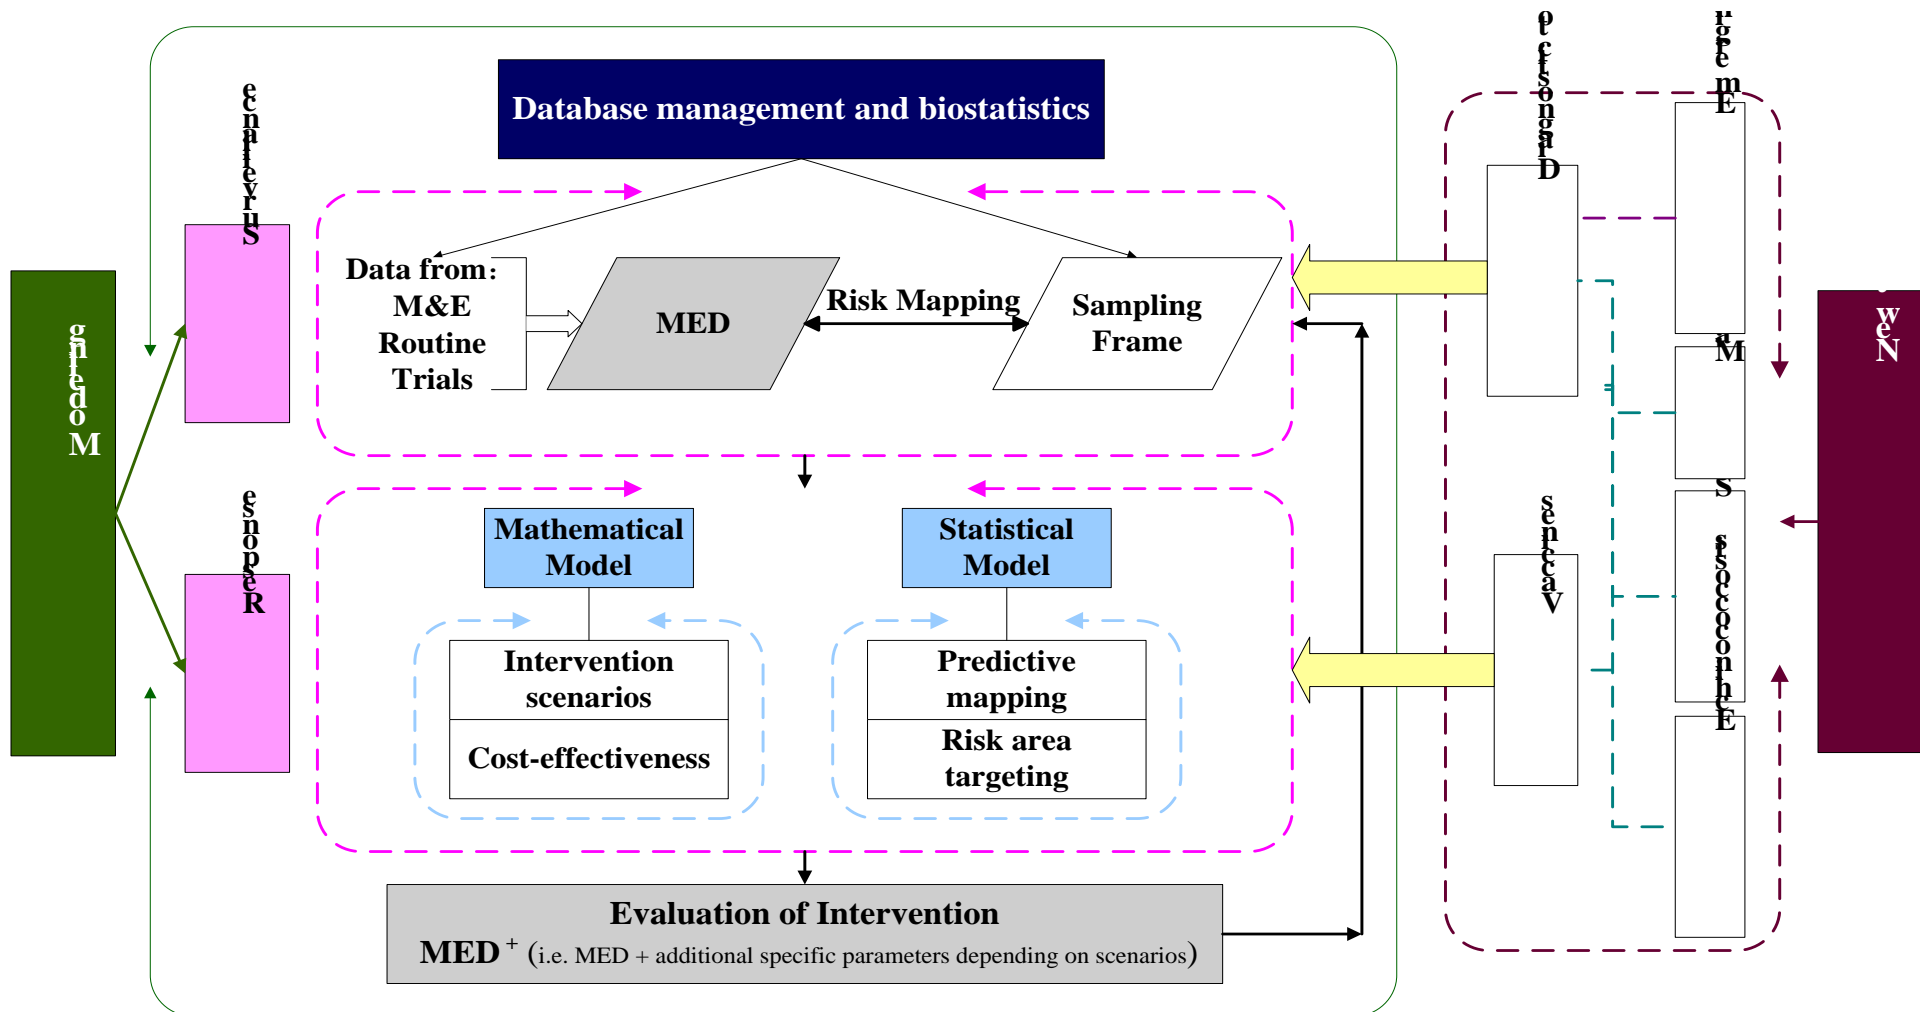 Database management and biostatistics
Surveillance
Modeling
Data from:
M&E
Routine
Trials
MED
Risk Mapping
Sampling
Frame
Response
Mathematical
Model
Statistical
Model
Intervention
scenarios
Cost-effectiveness
Predictive
mapping
Risk area
targeting
Evaluation of Intervention
MED + (i.e. MED + additional specific parameters depending on scenarios)
Vaccines
Echinococcosis
New